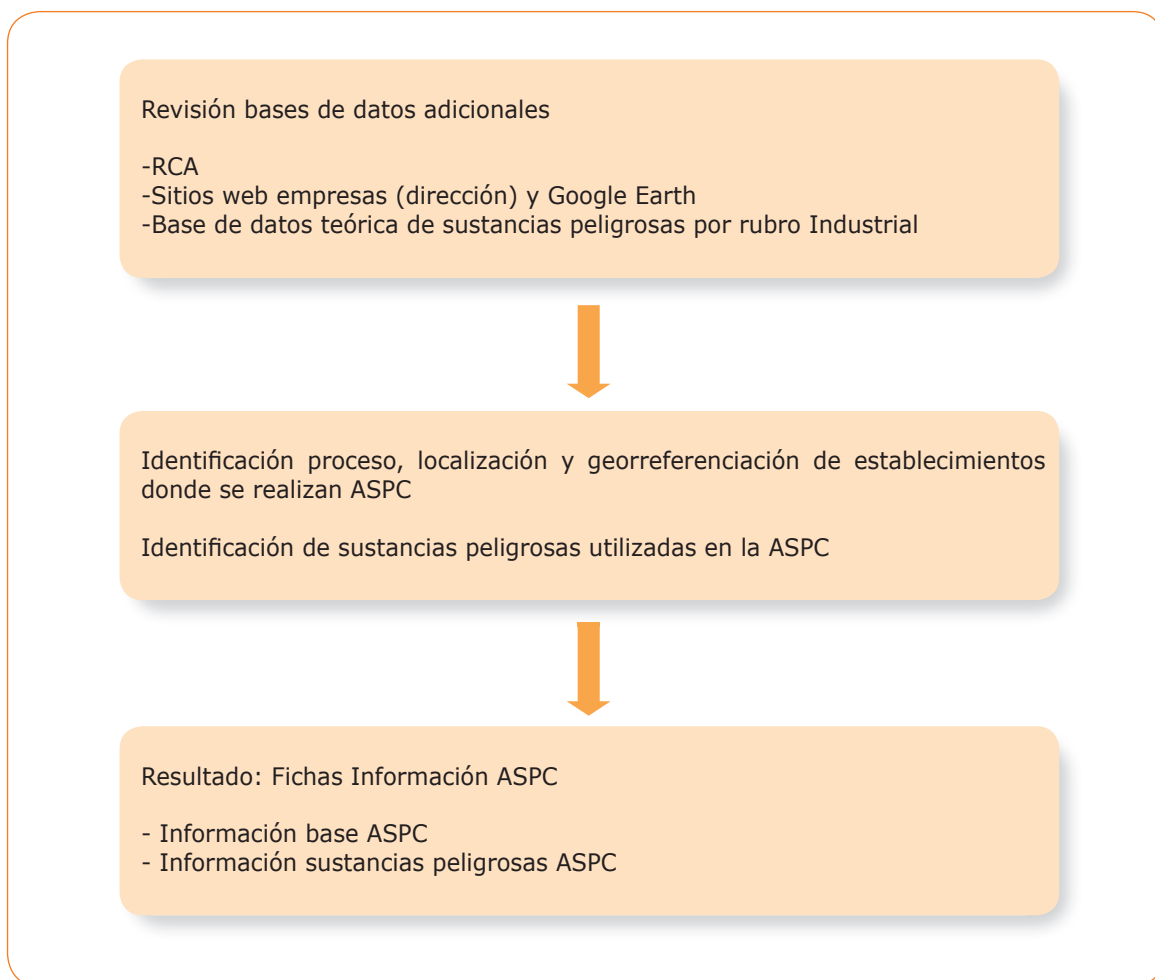 Revisión bases de datos adicionales
-RCA
-Sitios web empresas (dirección) y Google Earth
-Base de datos teórica de sustancias peligrosas por rubro Industrial
Identificación proceso, localización y georreferenciación de establecimientos
donde se realizan ASPC
Identificación de sustancias peligrosas utilizadas en la ASPC
Resultado: Fichas Información ASPC
- Información base ASPC
- Información sustancias peligrosas ASPC